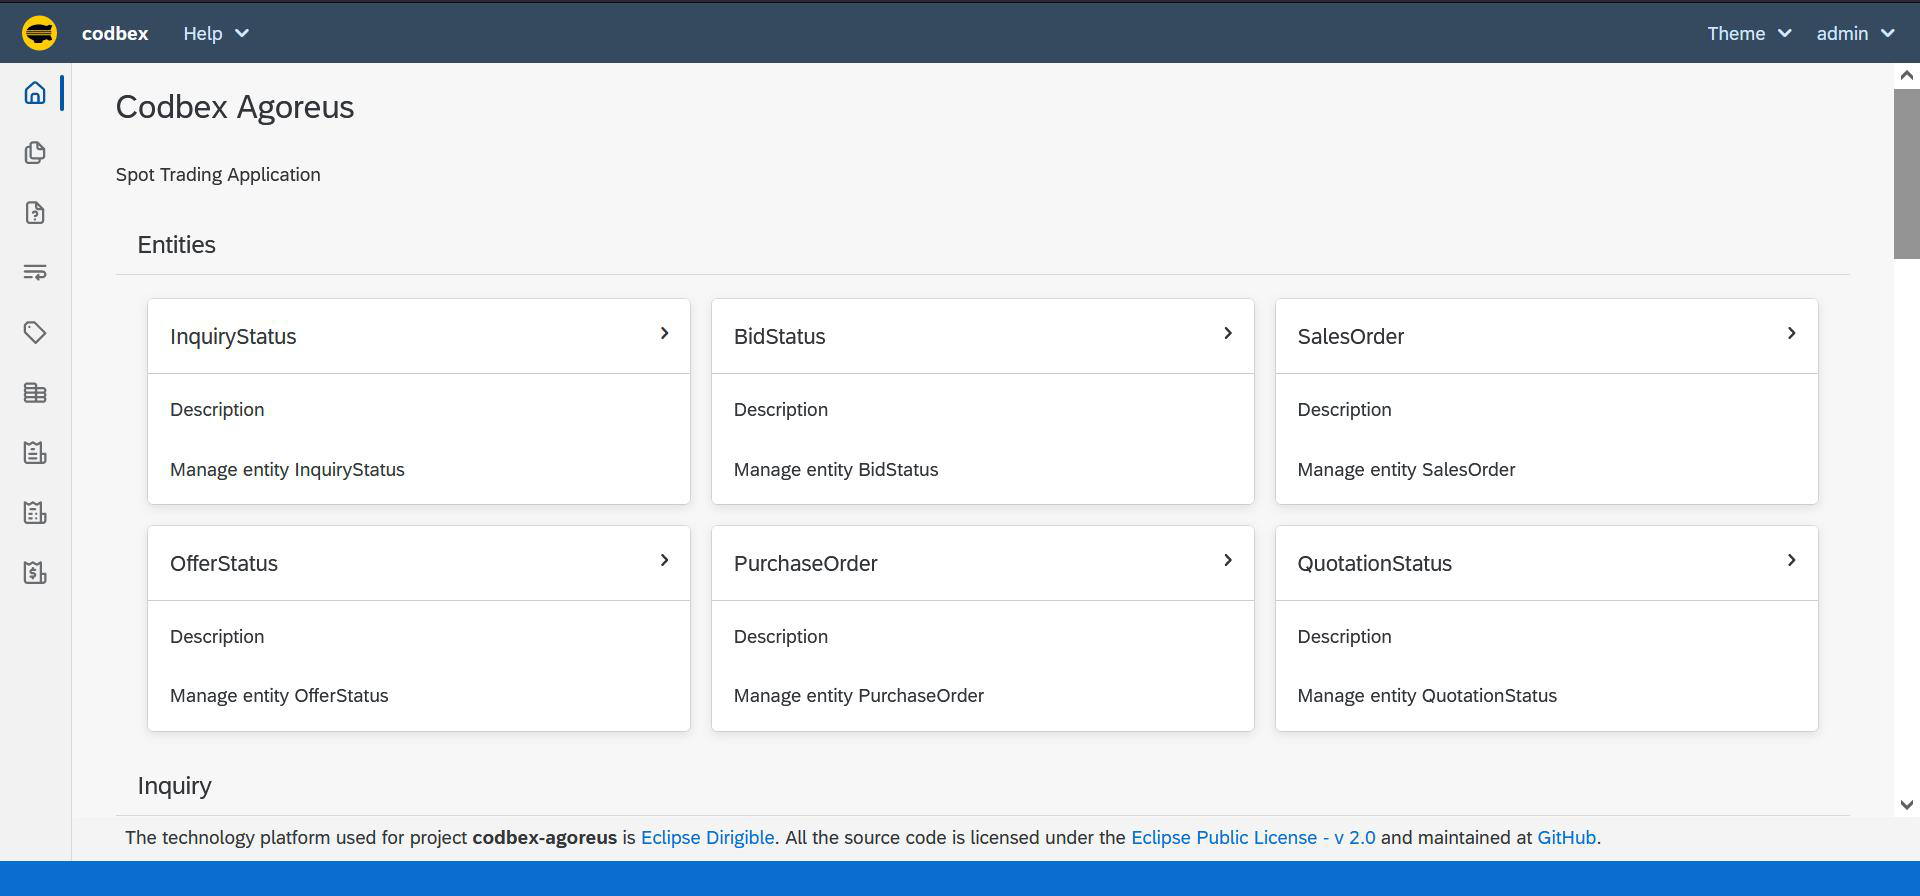 codbex Help Theme admin
Codbex Agoreus
Spot Trading Application
Entities
InquiryStatus BidStatus SalesOrder
Description Description Description
Manage entity InquiryStatus Manage entity BidStatus Manage entity SalesOrder
OfferStatus PurchaseOrder QuotationStatus
Description Description Description
Manage entity OfferStatus Manage entity PurchaseOrder Manage entity QuotationStatus
Inquiry
The technology platform used for project codbex-agoreus is Eclipse Dirigible. All the source code is licensed under the Eclipse Public License - v 2.0 and maintained at GitHub.